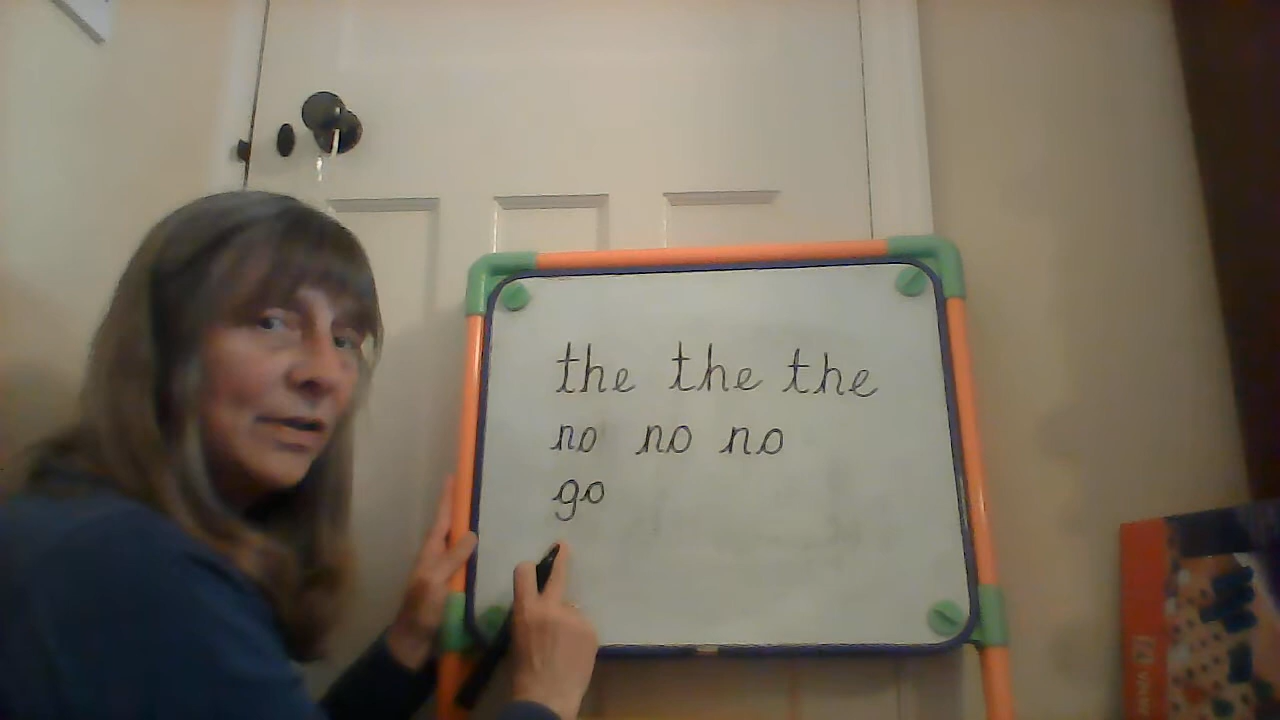 the the the
no no no
go